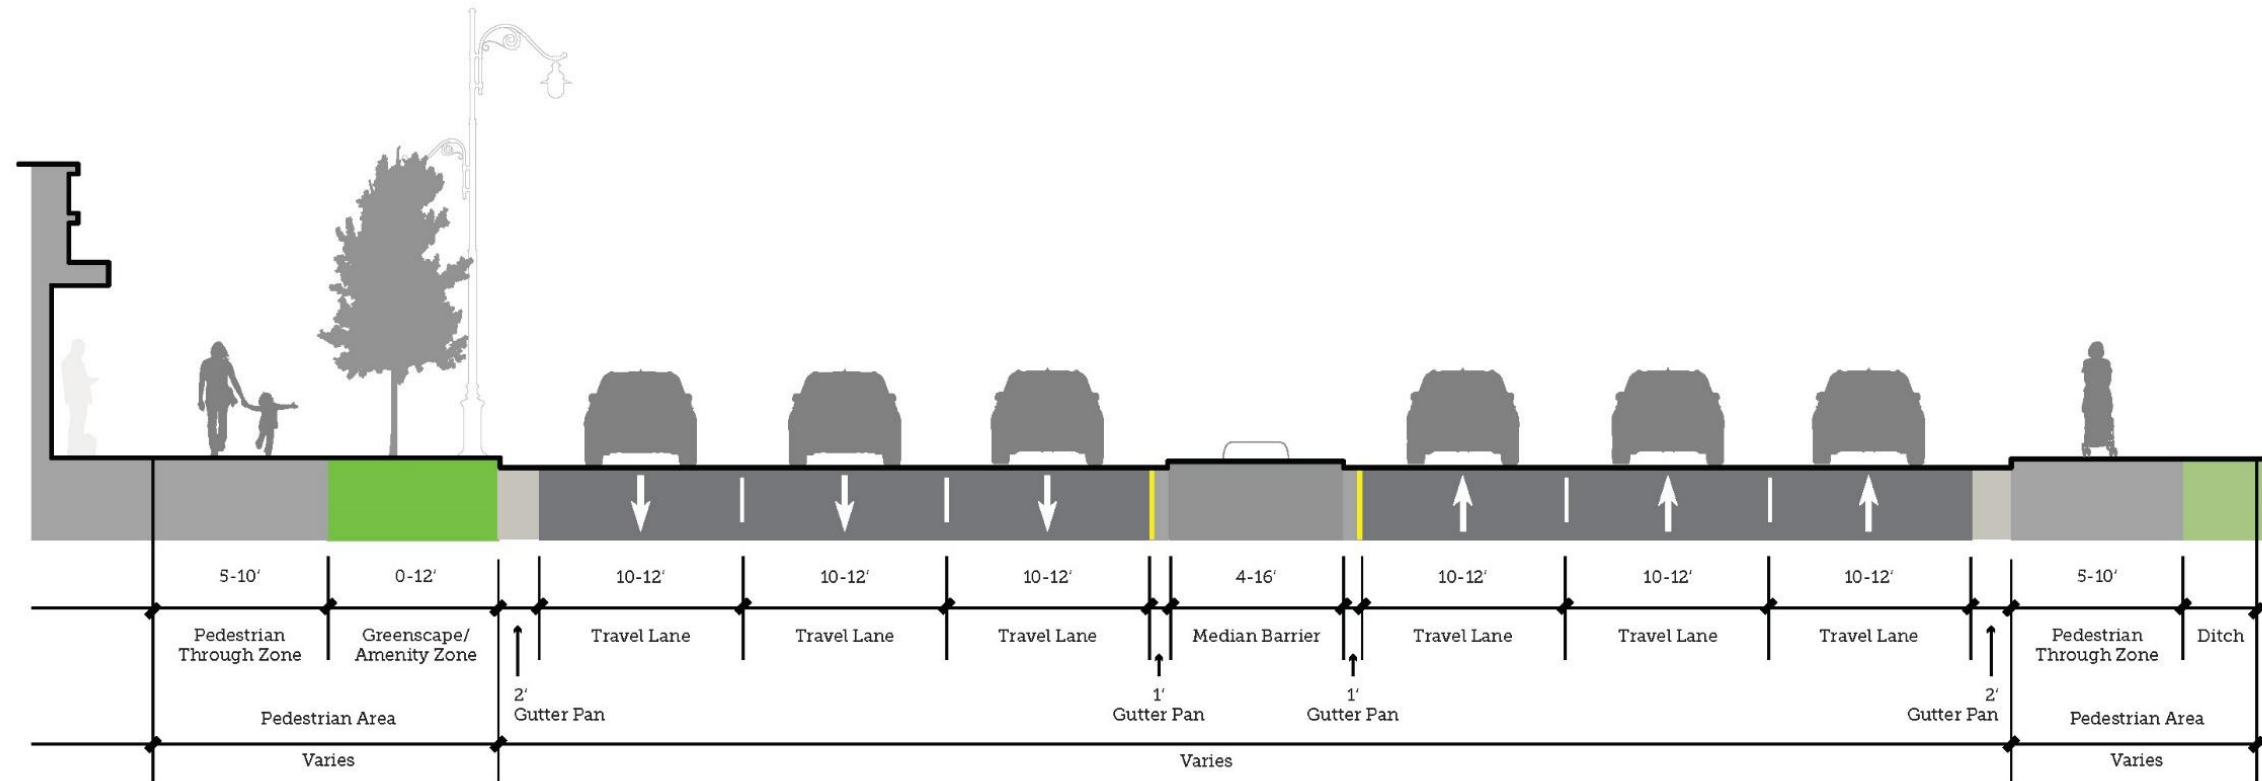 5-10'
0-12'
10-12'
10-12'
10-12'
4-16'
10-12'
10-12'
10-12'
5-10'
Pedestrian
Through Zone
Greenscape/
Amenity Zone
Travel Lane
Travel Lane
Travel Lane
Median Barrier
Travel Lane
Travel Lane
Travel Lane
Pedestrian
Through Zone
Ditch
2'
Gutter Pan
1'
Gutter Pan
1'
Gutter Pan
2'
Gutter Pan
Pedestrian Area
Pedestrian Area
Varies
Varies
Varies